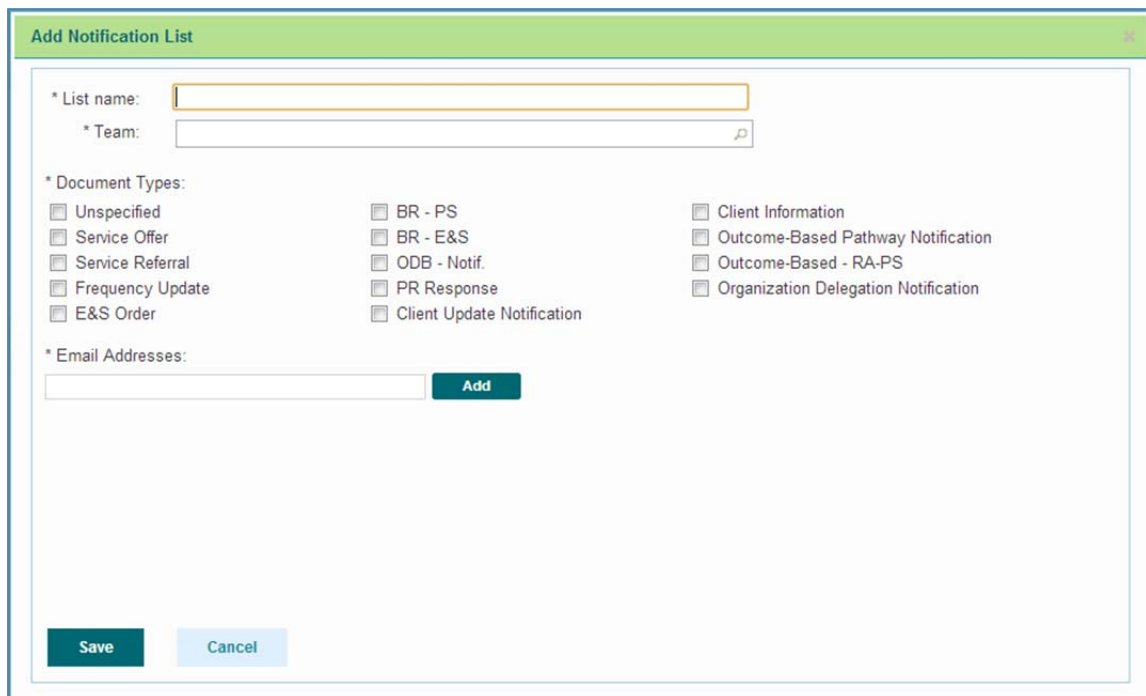 Add Notification List
* List name:
* Team:
* Document Types:
Unspecified
Service Offer
Service Referral
Frequency Update
E&S Order
BR - PS
BR - E&S
ODB - Notif.
PR Response
Client Update Notification
Client Information
Outcome-Based Pathway Notification
Outcome-Based - RA-PS
Organization Delegation Notification
* Email Addresses:
Add
Save
Cancel